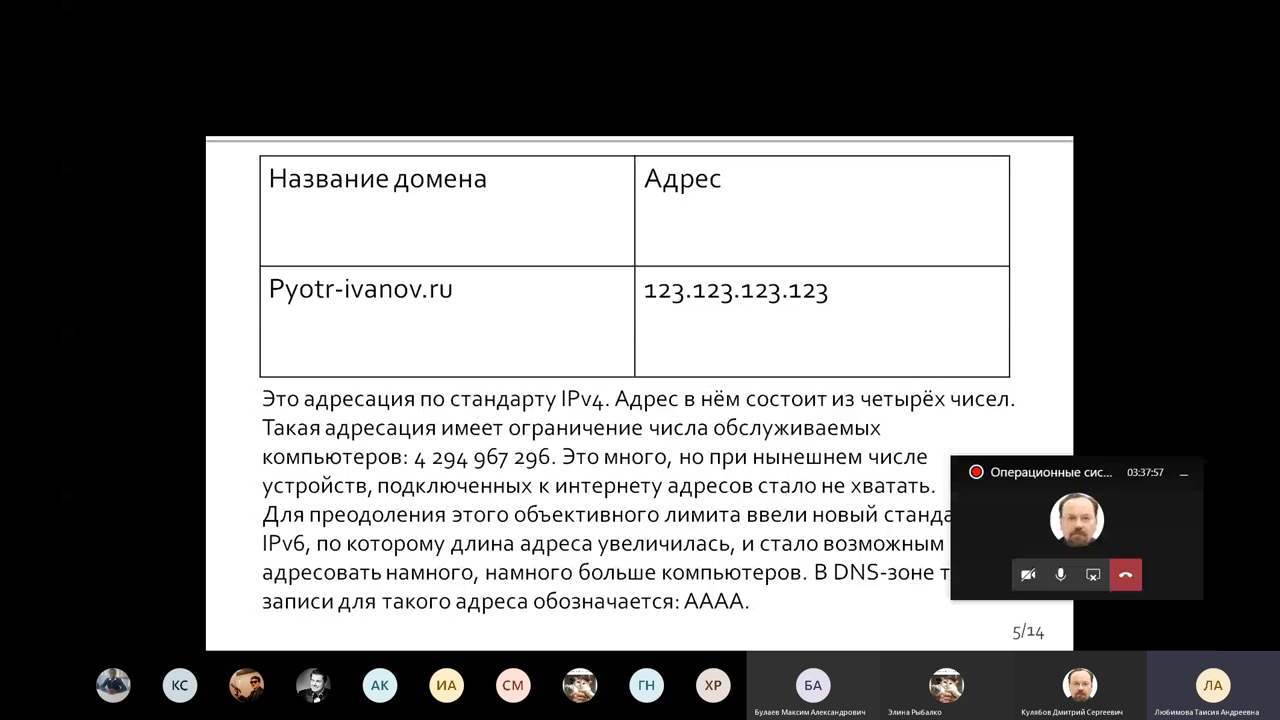 Название домена
Адрес
Pyotr-ivanov.ru
123.123.123.123
Это адресация по стандарту IPv4. Адрес в нём состоит из четырёх чисел.
Такая адресация имеет ограничение числа обслуживаемых
компьютеров: 4 294 967 296. Это много, но при нынешнем числе
устройств, подключенных к интернету адресов стало не хватать.
Для преодоления этого объективного лимита ввели новый станда
IPv6, по которому длина адреса увеличилась, и стало возможным
адресовать намного, намного больше компьютеров. В DNS-зоне т
записи для такого адреса обозначается: AAAA.
5/14
Операционные сис...
03:37:57
КС
АК
ИА
СМ
ГН
ХР
БА
ЛА
Булаев Максим Александрович
Элина Рыбалко
Кулябов Дмитрий Сергеевич
Любимова Таисия Андреевна